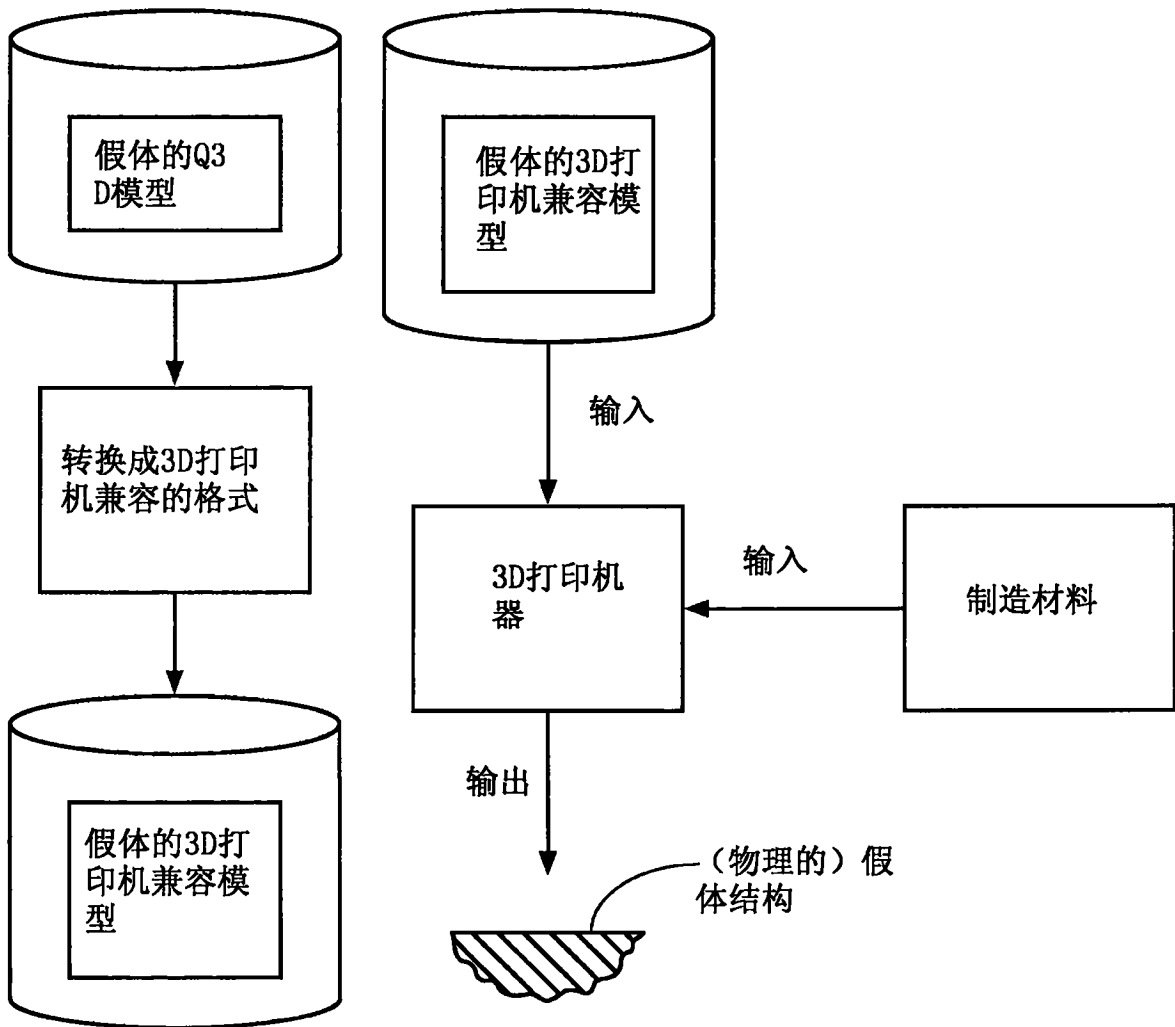 假体的Q3
D模型
转换成3D打印
机兼容的格式
假体的3D打
印机兼容模
型
假体的3D打
印机兼容模
型
输入
3D打印机
器
输入
制造材料
输出
（物理的）假
体结构